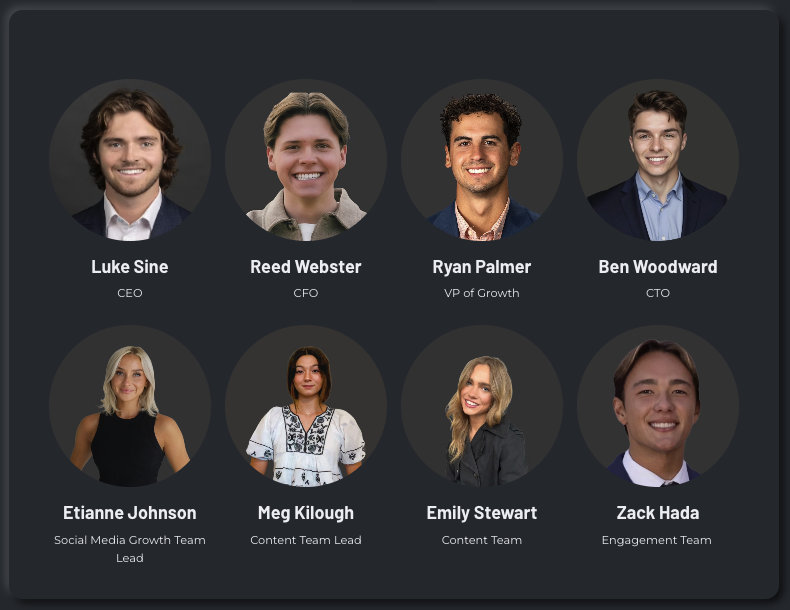 Luke Sine
Reed Webster
Ryan Palmer
Ben Woodward
CEO
CFO
VP of Growth
CTO
Etianne Johnson
Meg Kilough
Emily Stewart
Zack Hada
Social Media Growth Team
Lead
Content Team Lead
Content Team
Engagement Team